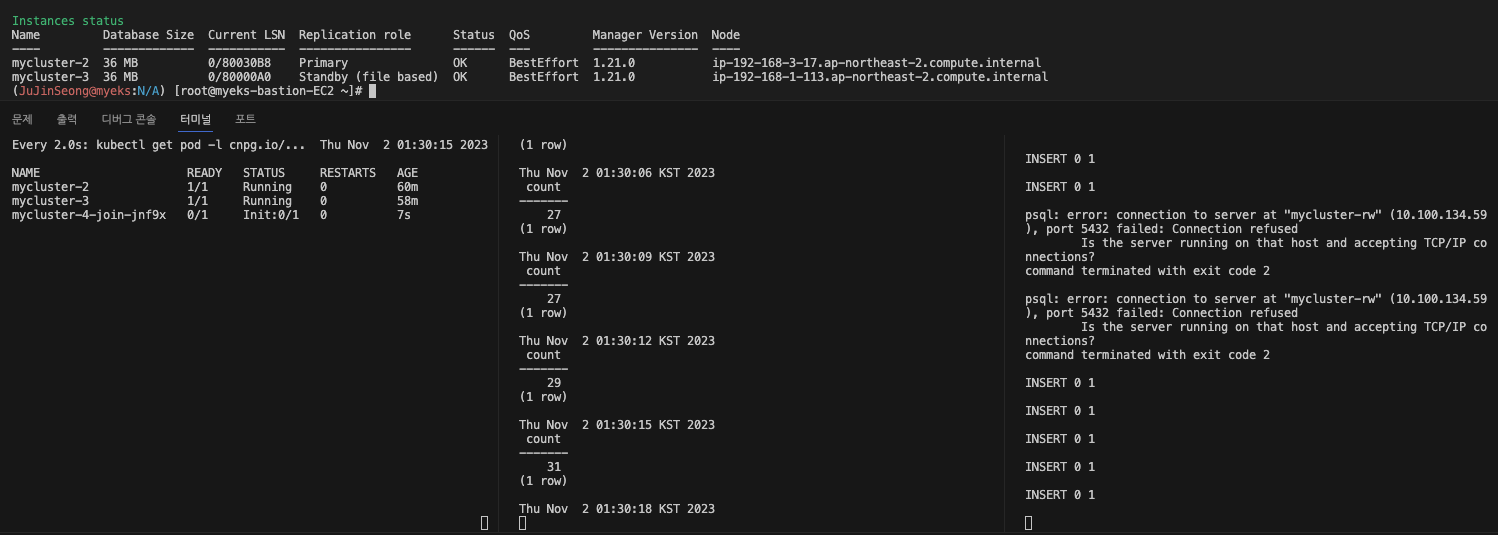 Instances status
Name         Database Size  Current LSN  Replication role      Status  QoS         Manager Version  Node
----         -------------  -----------  ----------------      ------  ---         ---------------  ----
mycluster-2  36 MB          0/80030B8    Primary               OK      BestEffort  1.21.0           ip-192-168-3-17.ap-northeast-2.compute.internal
mycluster-3  36 MB          0/80000A0    Standby (file based)  OK      BestEffort  1.21.0           ip-192-168-1-113.ap-northeast-2.compute.internal
(JuJinSeong@myeks:N/A) [root@myeks-bastion-EC2 ~]#
문제 출력 디버그 콘솔 터미널 포트
Every 2.0s: kubectl get pod -l cnpg.io/...  Thu Nov  2 01:30:15 2023
NAME                     READY   STATUS     RESTARTS   AGE
mycluster-2              1/1     Running    0          60m
mycluster-3              1/1     Running    0          58m
mycluster-4-join-jnf9x   0/1     Init:0/1   0          7s
(1 row)
Thu Nov  2 01:30:06 KST 2023
count
-------
27
(1 row)
Thu Nov  2 01:30:09 KST 2023
count
-------
27
(1 row)
Thu Nov  2 01:30:12 KST 2023
count
-------
29
(1 row)
Thu Nov  2 01:30:15 KST 2023
count
-------
31
(1 row)
Thu Nov  2 01:30:18 KST 2023
INSERT 0 1
INSERT 0 1
psql: error: connection to server at "mycluster-rw" (10.100.134.59
), port 5432 failed: Connection refused
Is the server running on that host and accepting TCP/IP co
nnections?
command terminated with exit code 2
psql: error: connection to server at "mycluster-rw" (10.100.134.59
), port 5432 failed: Connection refused
Is the server running on that host and accepting TCP/IP co
nnections?
command terminated with exit code 2
INSERT 0 1
INSERT 0 1
INSERT 0 1
INSERT 0 1
INSERT 0 1